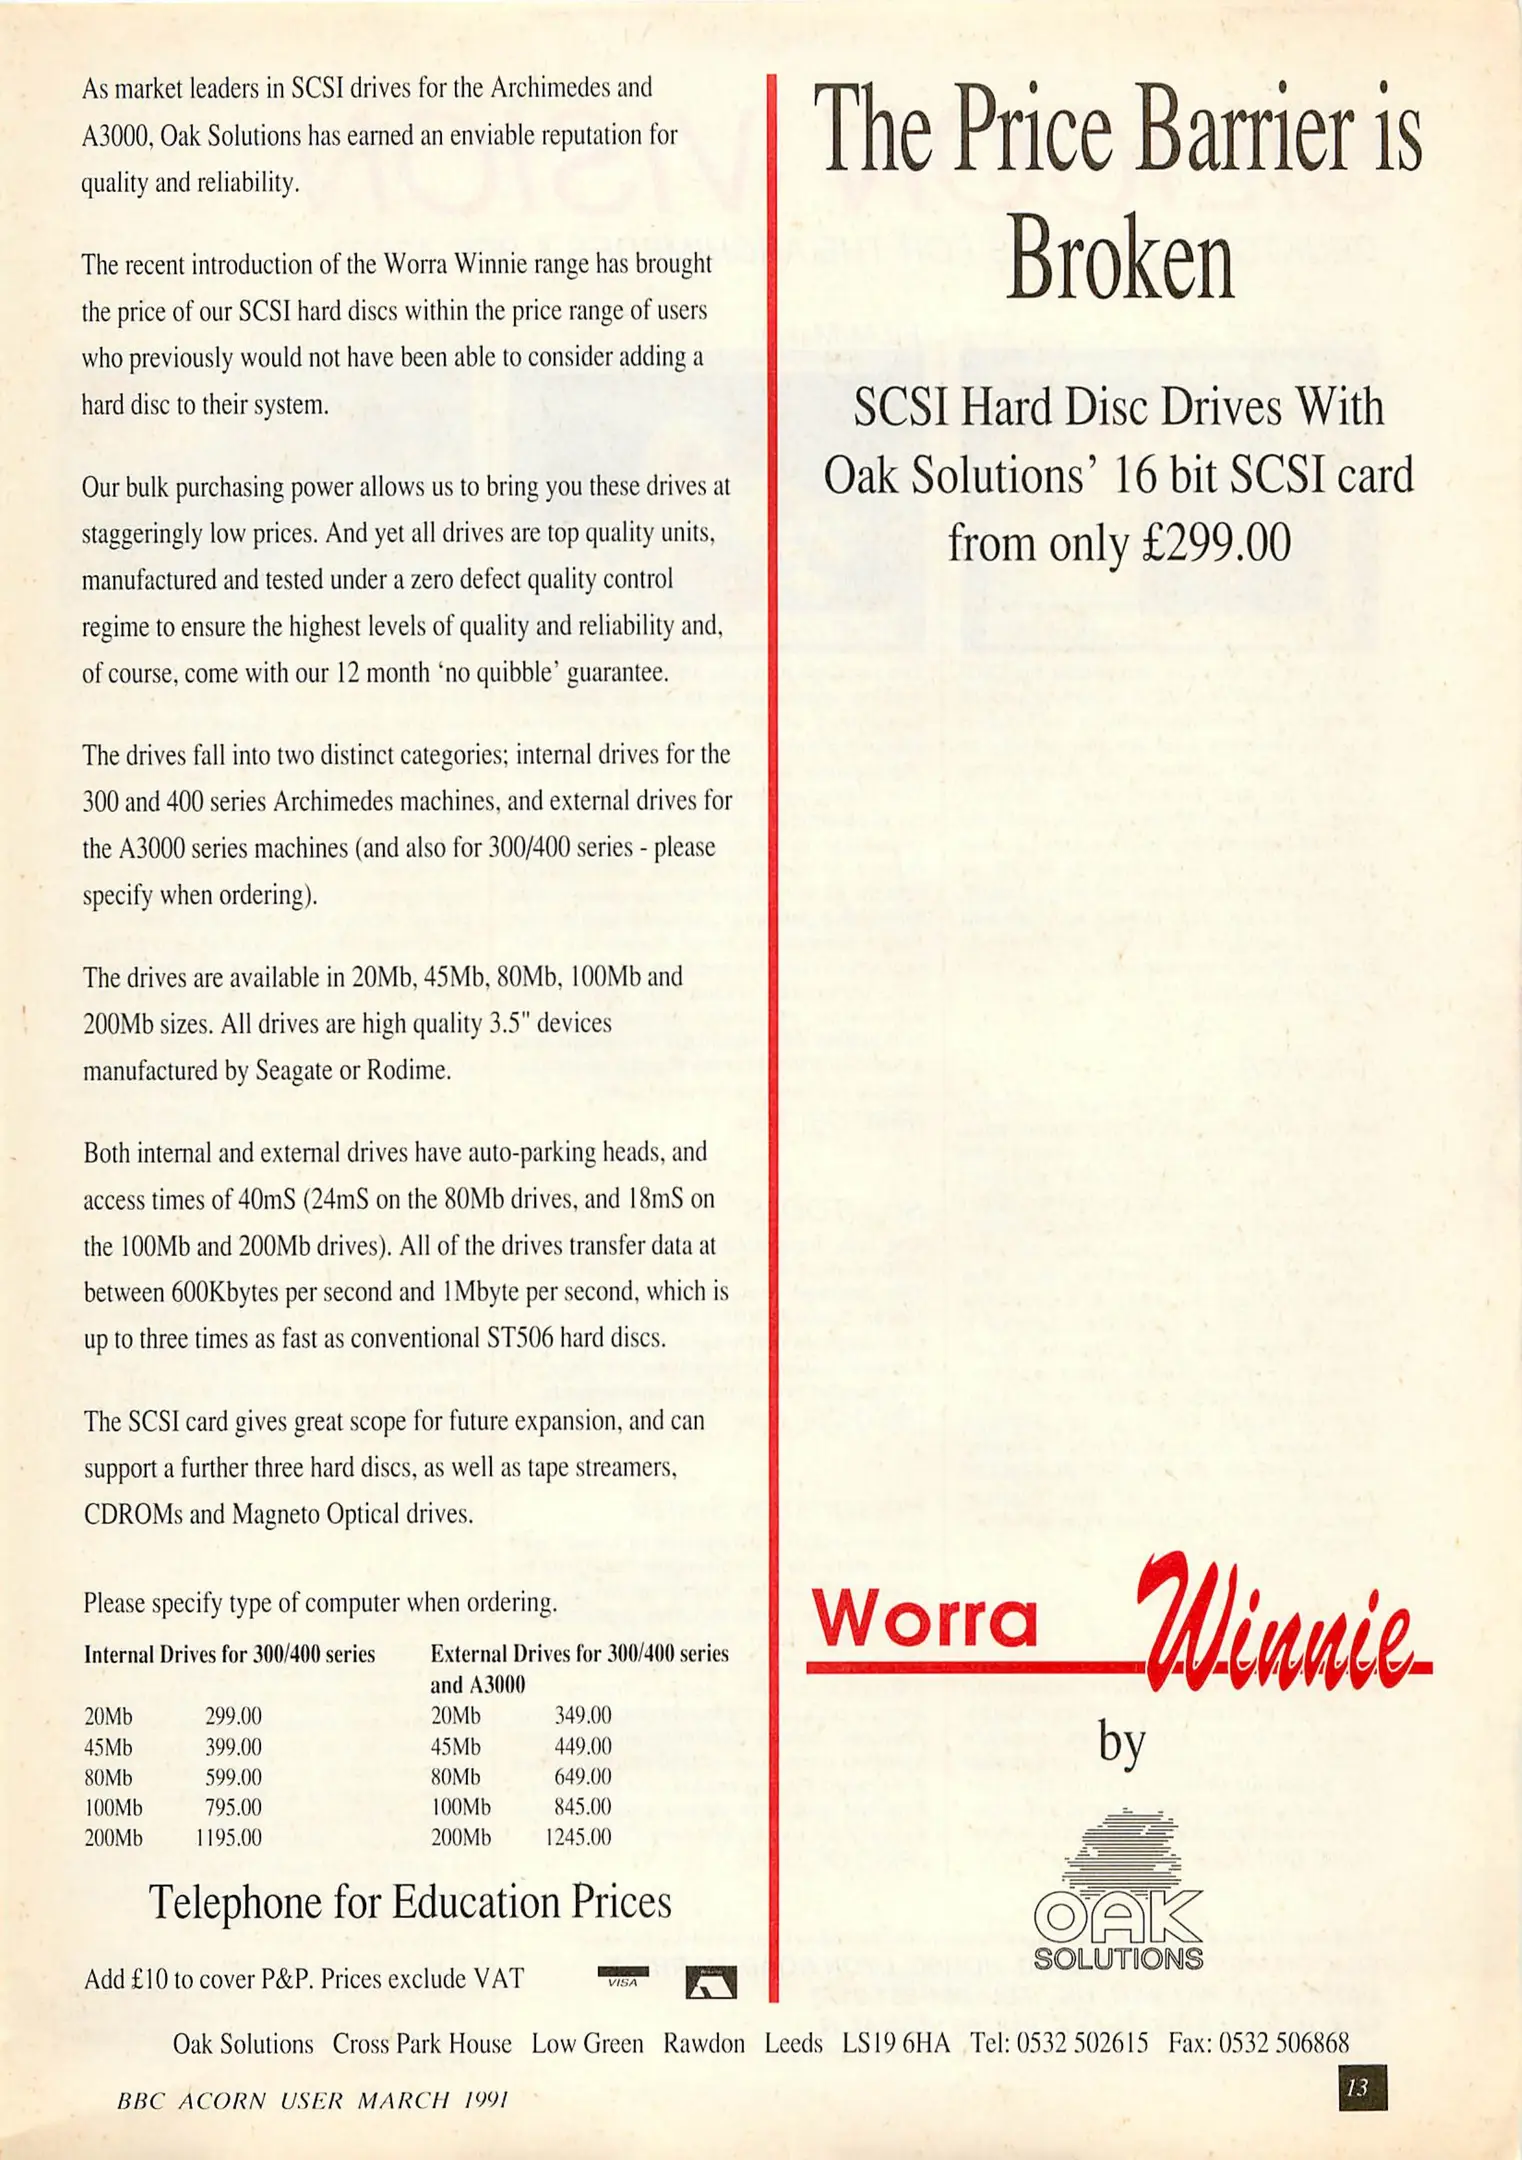 As market leaders in SCSI drives for the Archimedes and
A3000, Oak Solutions has earned an enviable reputation for
quality and reliability.
The recent introduction of the Worra Winnie range has brought
the price of our SCSI hard discs within the price range of users
who previously would not have been able to consider adding a
hard disc to their system.
Our bulk purchasing power allows us to bring you these drives at
staggeringly low prices. And yet all drives are top quality units,
manufactured and tested under a zero defect quality control
regime to ensure the highest levels of quality and reliability and,
of course, come with our 12 month ‘no quibble’ guarantee.
The drives fall into two distinct categories; internal drives for the
300 and 400 series Archimedes machines, and external drives for
the A3000 series machines (and also for 300/400 series - please
specify when ordering).
The drives are available in 20Mb, 45Mb, 80Mb, 100Mb and
200Mb sizes. All drives are high quality 3.5" devices
manufactured by Seagate or Rodime.
Both internal and external drives have auto-parking heads, and
access times of 40mS (24mS on the 80Mb drives, and 18mS on
the 100Mb and 200Mb drives). All of the drives transfer data at
between 600Kbytes per second and 1Mbyte per second, which is
up to three times as fast as conventional ST506 hard discs.
The SCSI card gives great scope for future expansion, and can
support a further three hard discs, as well as tape streamers,
CDROMs and Magneto Optical drives.
Please specify type of computer when ordering.
Internal Drives for 300/400 series
20Mb 299.00
45Mb 399.00
80Mb 599.00
100Mb 795.00
200Mb 1195.00
External Drives for 300/400 series
and A3000
20Mb 349.00
45Mb 449.00
80Mb 649.00
100Mb 845.00
200Mb 1245.00
Telephone for Education Prices
Add £10 to cover P&P. Prices exclude VAT
VISA
The Price Barrier is
Broken
SCSI Hard Disc Drives With
Oak Solutions’ 16 bit SCSI card
from only £299.00
Worra Winnie
by
OAK
SOLUTIONS
Oak Solutions Cross Park House Low Green Rawdon Leeds LS19 6HA Tel: 0532 502615 Fax: 0532 506868
BBC ACORN USER MARCH 1991
13